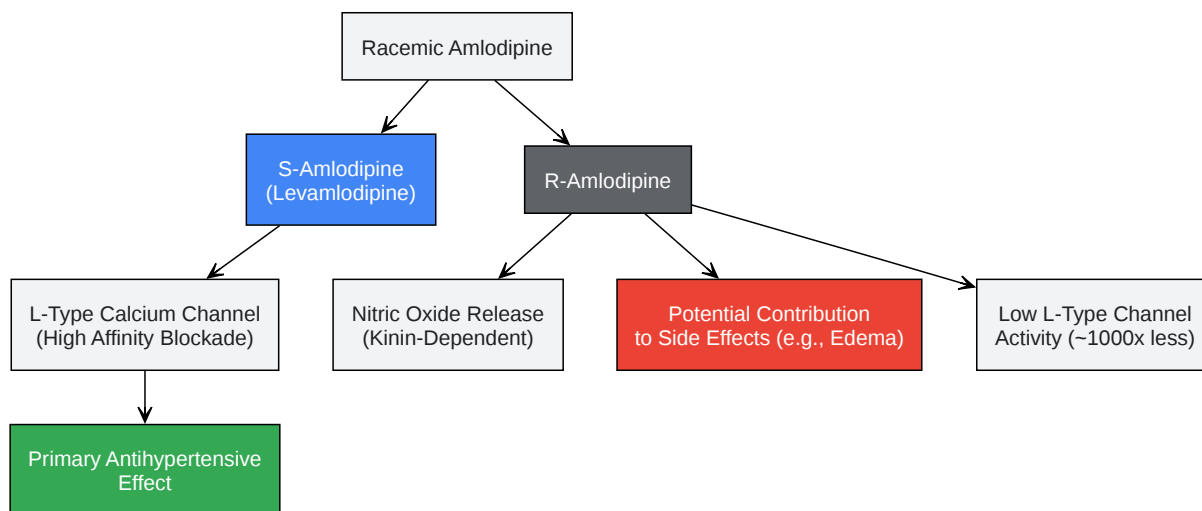 Racemic Amlodipine
S-Amlodipine
(Levamlodipine)
R-Amlodipine
L-Type Calcium Channel
(High Affinity Blockade)
Nitric Oxide Release
(Kinin-Dependent)
Potential Contribution
to Side Effects (e.g., Edema)
Low L-Type Channel
Activity (~1000x less)
Primary Antihypertensive
Effect